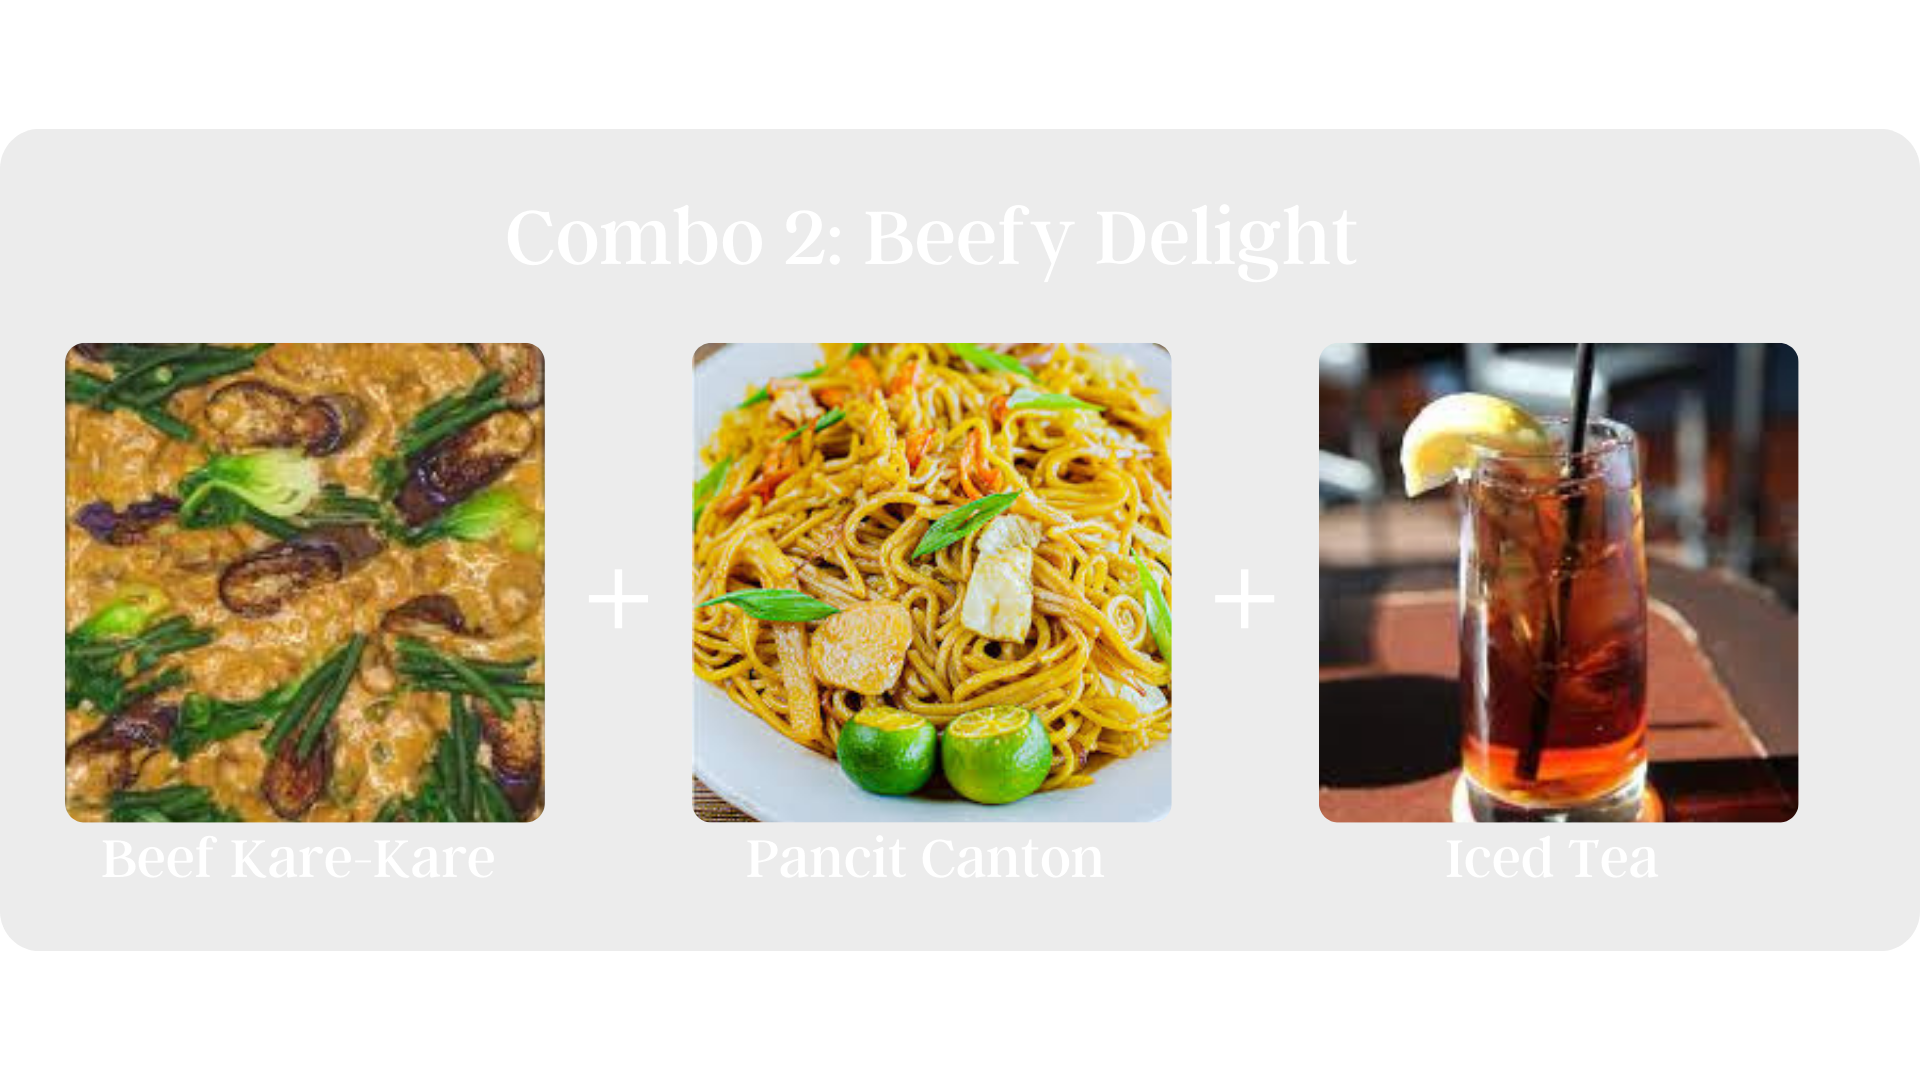 Combo 2: Beefy Delight
+
+
Beef Kare-Kare
Pancit Canton
Iced Tea